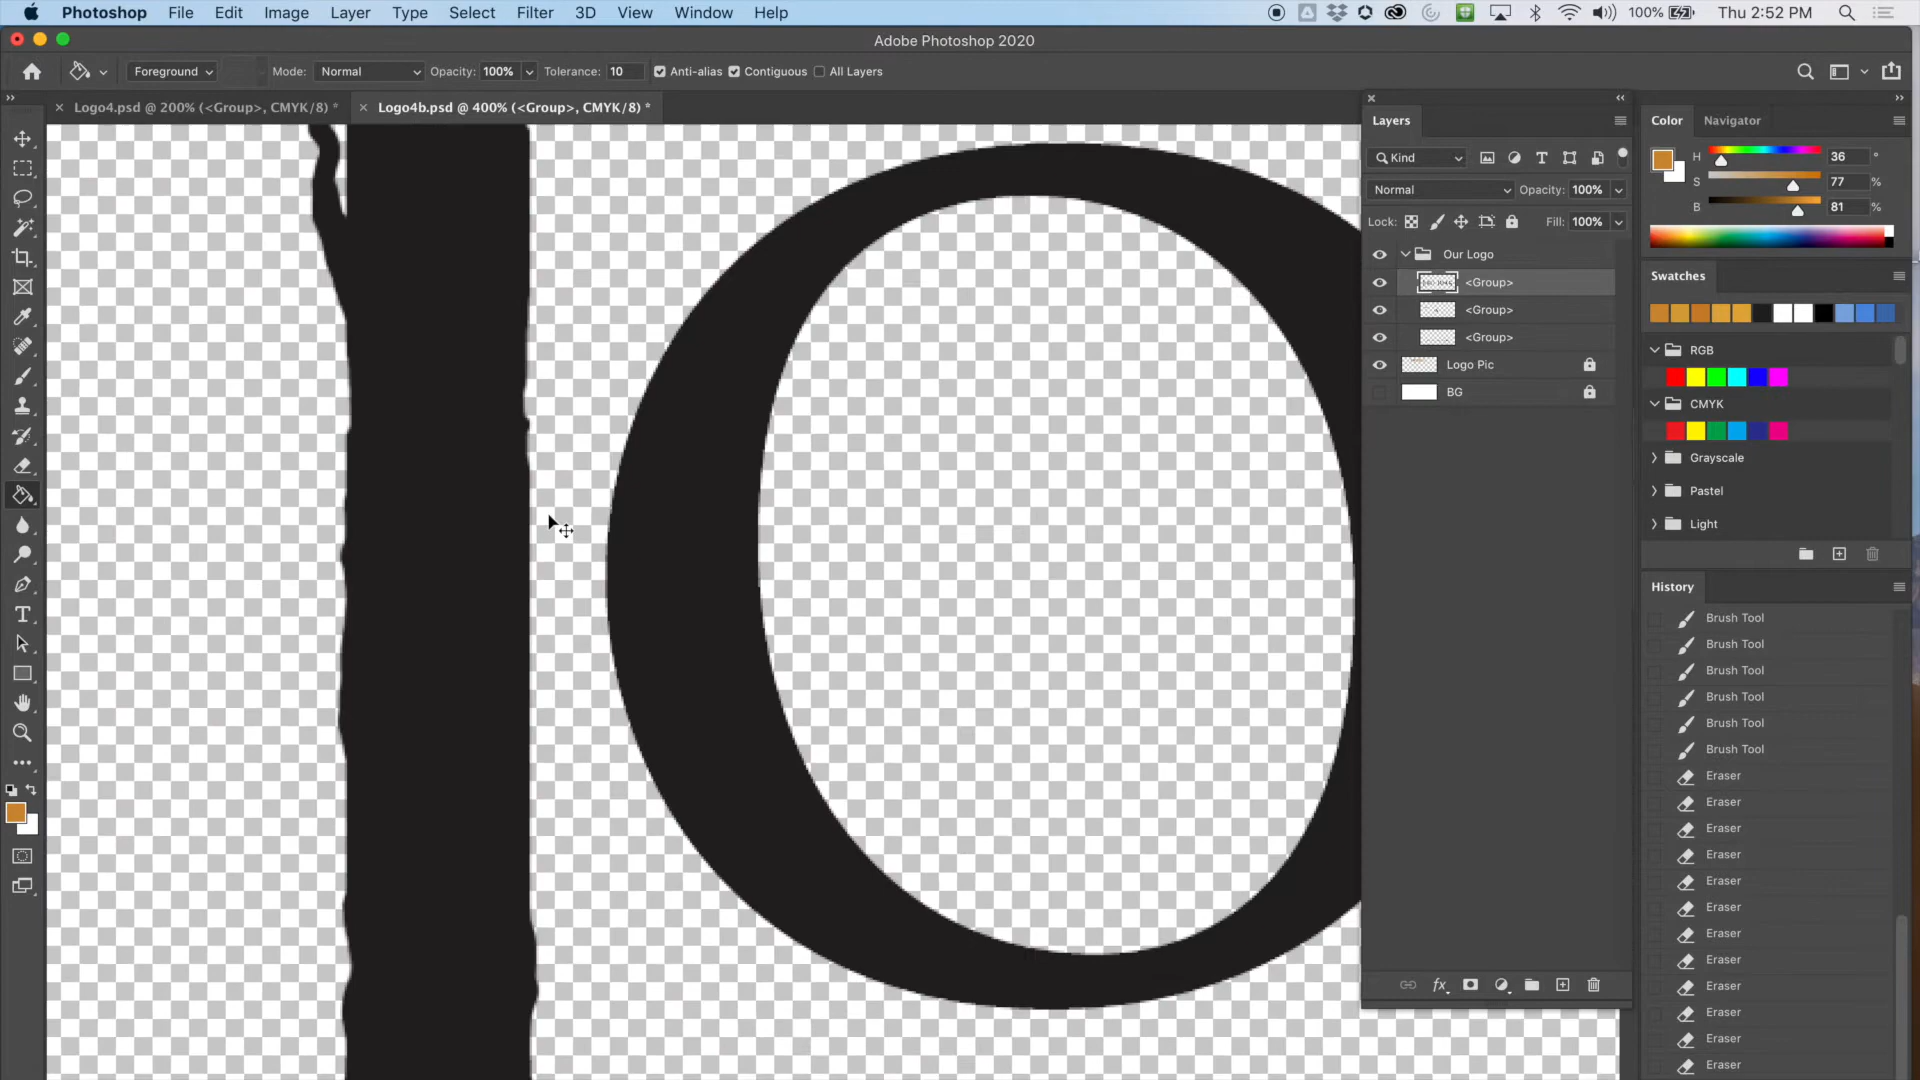 Photoshop File Edit Image Layer Type Select Filter 3D View Window Help 100% Thu 2:52 PM
Adobe Photoshop 2020
Foreground Mode: Normal Opacity: 100% Tolerance: 10 Anti-alias Contiguous All Layers
Logo4.psd @ 200% (<Group>, CMYK/8) * Logo4b.psd @ 400% (<Group>, CMYK/8) *
O
Layers
Kind
Normal Opacity: 100%
Lock: Fill: 100%
Our Logo
<Group>
<Group>
<Group>
Logo Pic
BG
fx
Color Navigator
H 36 °
S 77 %
B 81 %
Swatches
RGB
CMYK
Grayscale
Pastel
Light
History
Brush Tool
Brush Tool
Brush Tool
Brush Tool
Brush Tool
Brush Tool
Eraser
Eraser
Eraser
Eraser
Eraser
Eraser
Eraser
Eraser
Eraser
Eraser
Eraser
Eraser